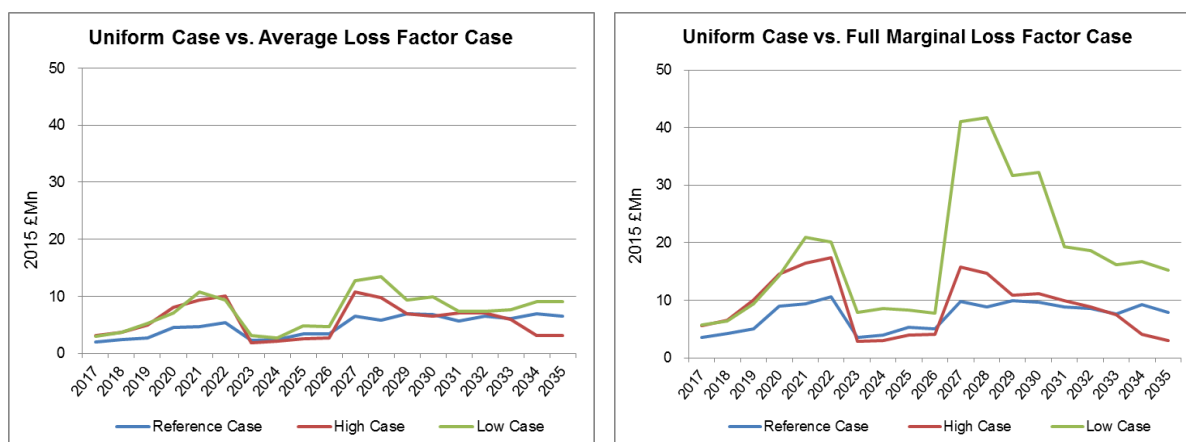 Uniform Case vs. Average Loss Factor Case
50
40
30
20
10
0
2015 £Mn
2017 2018 2019 2020 2021 2022 2023 2024 2025 2026 2027 2028 2029 2030 2031 2032 2033 2034 2035
Reference Case High Case Low Case
Uniform Case vs. Full Marginal Loss Factor Case
50
40
30
20
10
0
2015 £Mn
2017 2018 2019 2020 2021 2022 2023 2024 2025 2026 2027 2028 2029 2030 2031 2032 2033 2034 2035
Reference Case High Case Low Case